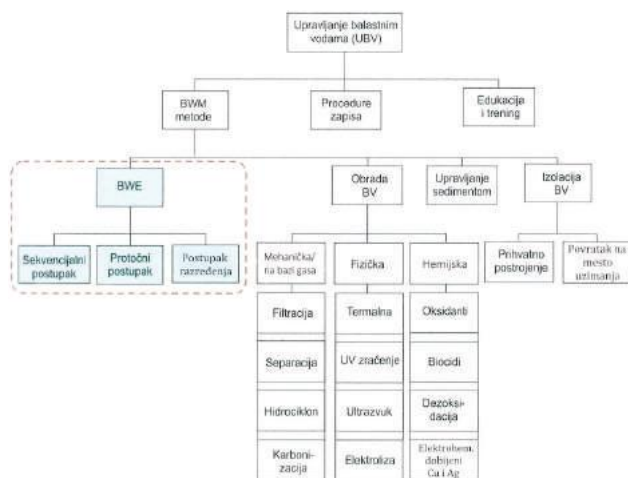 Upravljanje balastnim
vodama (UBV)
BWM
metode
Procedure
zapisa
Edukacija
i trening
BWE
Obrada
BV
Upravljanje
sedimentom
Izolacija
BV
Sekvencijalni
postupak
Protočni
postupak
Postupak
razređenja
Mehanička/
na bazi gasa
Fizička
Hemijska
Prihvatno
postrojenje
Povratak na
mesto
uzimanja
Filtracija
Termalna
Oksidanti
Separacija
UV zračenje
Biocidi
Hidrociklon
Ultrazvuk
Dezoksi-
dacija
Karboni-
zacija
Elektroliza
Elektrohem.
dobijeni
Cu i Ag